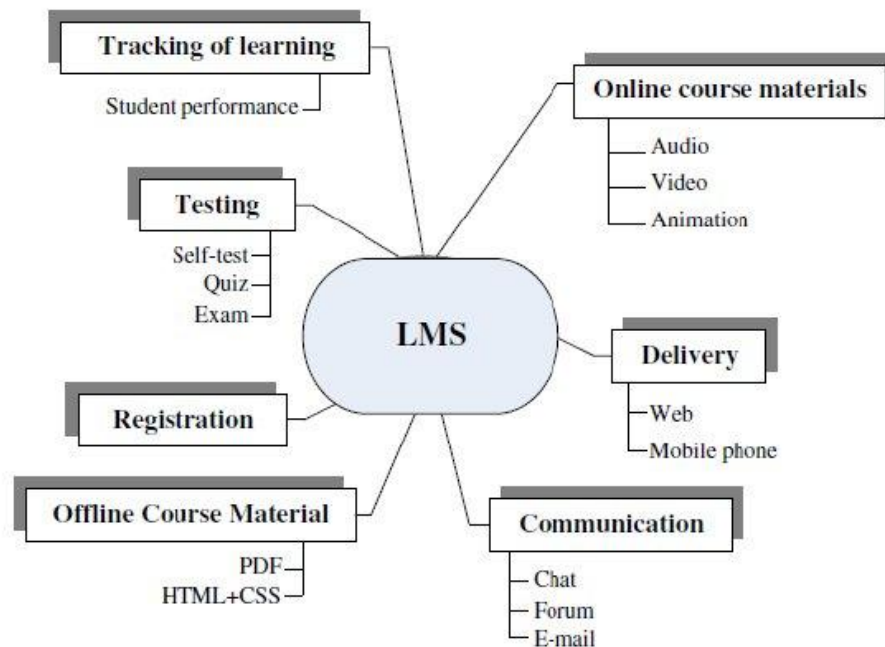 Tracking of learning
Student performance
Online course materials
Audio
Video
Animation
Testing
Self-test
Quiz
Exam
LMS
Delivery
Web
Mobile phone
Registration
Offline Course Material
PDF
HTML+CSS
Communication
Chat
Forum
E-mail